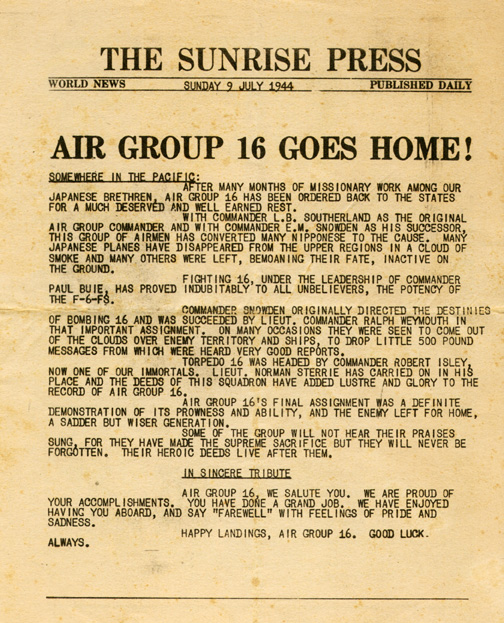 THE SUNRISE PRESS
WORLD NEWS SUNDAY 9 JULY 1944 PUBLISHED DAILY
AIR GROUP 16 GOES HOME!
SOMEWHERE IN THE PACIFIC:
AFTER MANY MONTHS OF MISSIONARY WORK AMONG OUR
JAPANESE BRETHREN, AIR GROUP 16 HAS BEEN ORDERED BACK TO THE STATES
FOR A MUCH DESERVED AND WELL EARNED REST.
WITH COMMANDER L.B. SOUTHERLAND AS THE ORIGINAL
AIR GROUP COMMANDER AND WITH COMMANDER E.M. SNOWDEN AS HIS SUCCESSOR,
THIS GROUP OF AIRMEN HAS CONVERTED MANY NIPPONESE TO THE CAUSE. MANY
JAPANESE PLANES HAVE DISAPPEARED FROM THE UPPER REGIONS IN A CLOUD OF
SMOKE AND MANY OTHERS WERE LEFT, BEMOANING THEIR FATE, INACTIVE ON
THE GROUND.
FIGHTING 16, UNDER THE LEADERSHIP OF COMMANDER
PAUL BUIE, HAS PROVED INDUBITABLY TO ALL UNBELIEVERS, THE POTENCY OF
THE F-6-FS.
COMMANDER SNOWDEN ORIGINALLY DIRECTED THE DESTINIES
OF BOMBING 16 AND WAS SUCCEEDED BY LIEUT. COMMANDER RALPH WEYMOUTH IN
THAT IMPORTANT ASSIGNMENT. ON MANY OCCASIONS THEY WERE SEEN TO COME OUT
OF THE CLOUDS OVER ENEMY TERRITORY AND SHIPS, TO DROP LITTLE 500 POUND
MESSAGES FROM WHICH WERE HEARD VERY GOOD REPORTS.
TORPEDO 16 WAS HEADED BY COMMANDER ROBERT ISLEY,
NOW ONE OF OUR IMMORTALS. LIEUT. NORMAN STERRIE HAS CARRIED ON IN HIS
PLACE AND THE DEEDS OF THIS SQUADRON HAVE ADDED LUSTRE AND GLORY TO THE
RECORD OF AIR GROUP 16.
AIR GROUP 16'S FINAL ASSIGNMENT WAS A DEFINITE
DEMONSTRATION OF ITS PROWNESS AND ABILITY, AND THE ENEMY LEFT FOR HOME,
A SADDER BUT WISER GENERATION.
SOME OF THE GROUP WILL NOT HEAR THEIR PRAISES
SUNG, FOR THEY HAVE MADE THE SUPREME SACRIFICE BUT THEY WILL NEVER BE
FORGOTTEN. THEIR HEROIC DEEDS LIVE AFTER THEM.
IN SINCERE TRIBUTE
AIR GROUP 16, WE SALUTE YOU. WE ARE PROUD OF
YOUR ACCOMPLISHMENTS. YOU HAVE DONE A GRAND JOB. WE HAVE ENJOYED
HAVING YOU ABOARD, AND SAY "FAREWELL" WITH FEELINGS OF PRIDE AND
SADNESS.
HAPPY LANDINGS, AIR GROUP 16. GOOD LUCK.
ALWAYS.